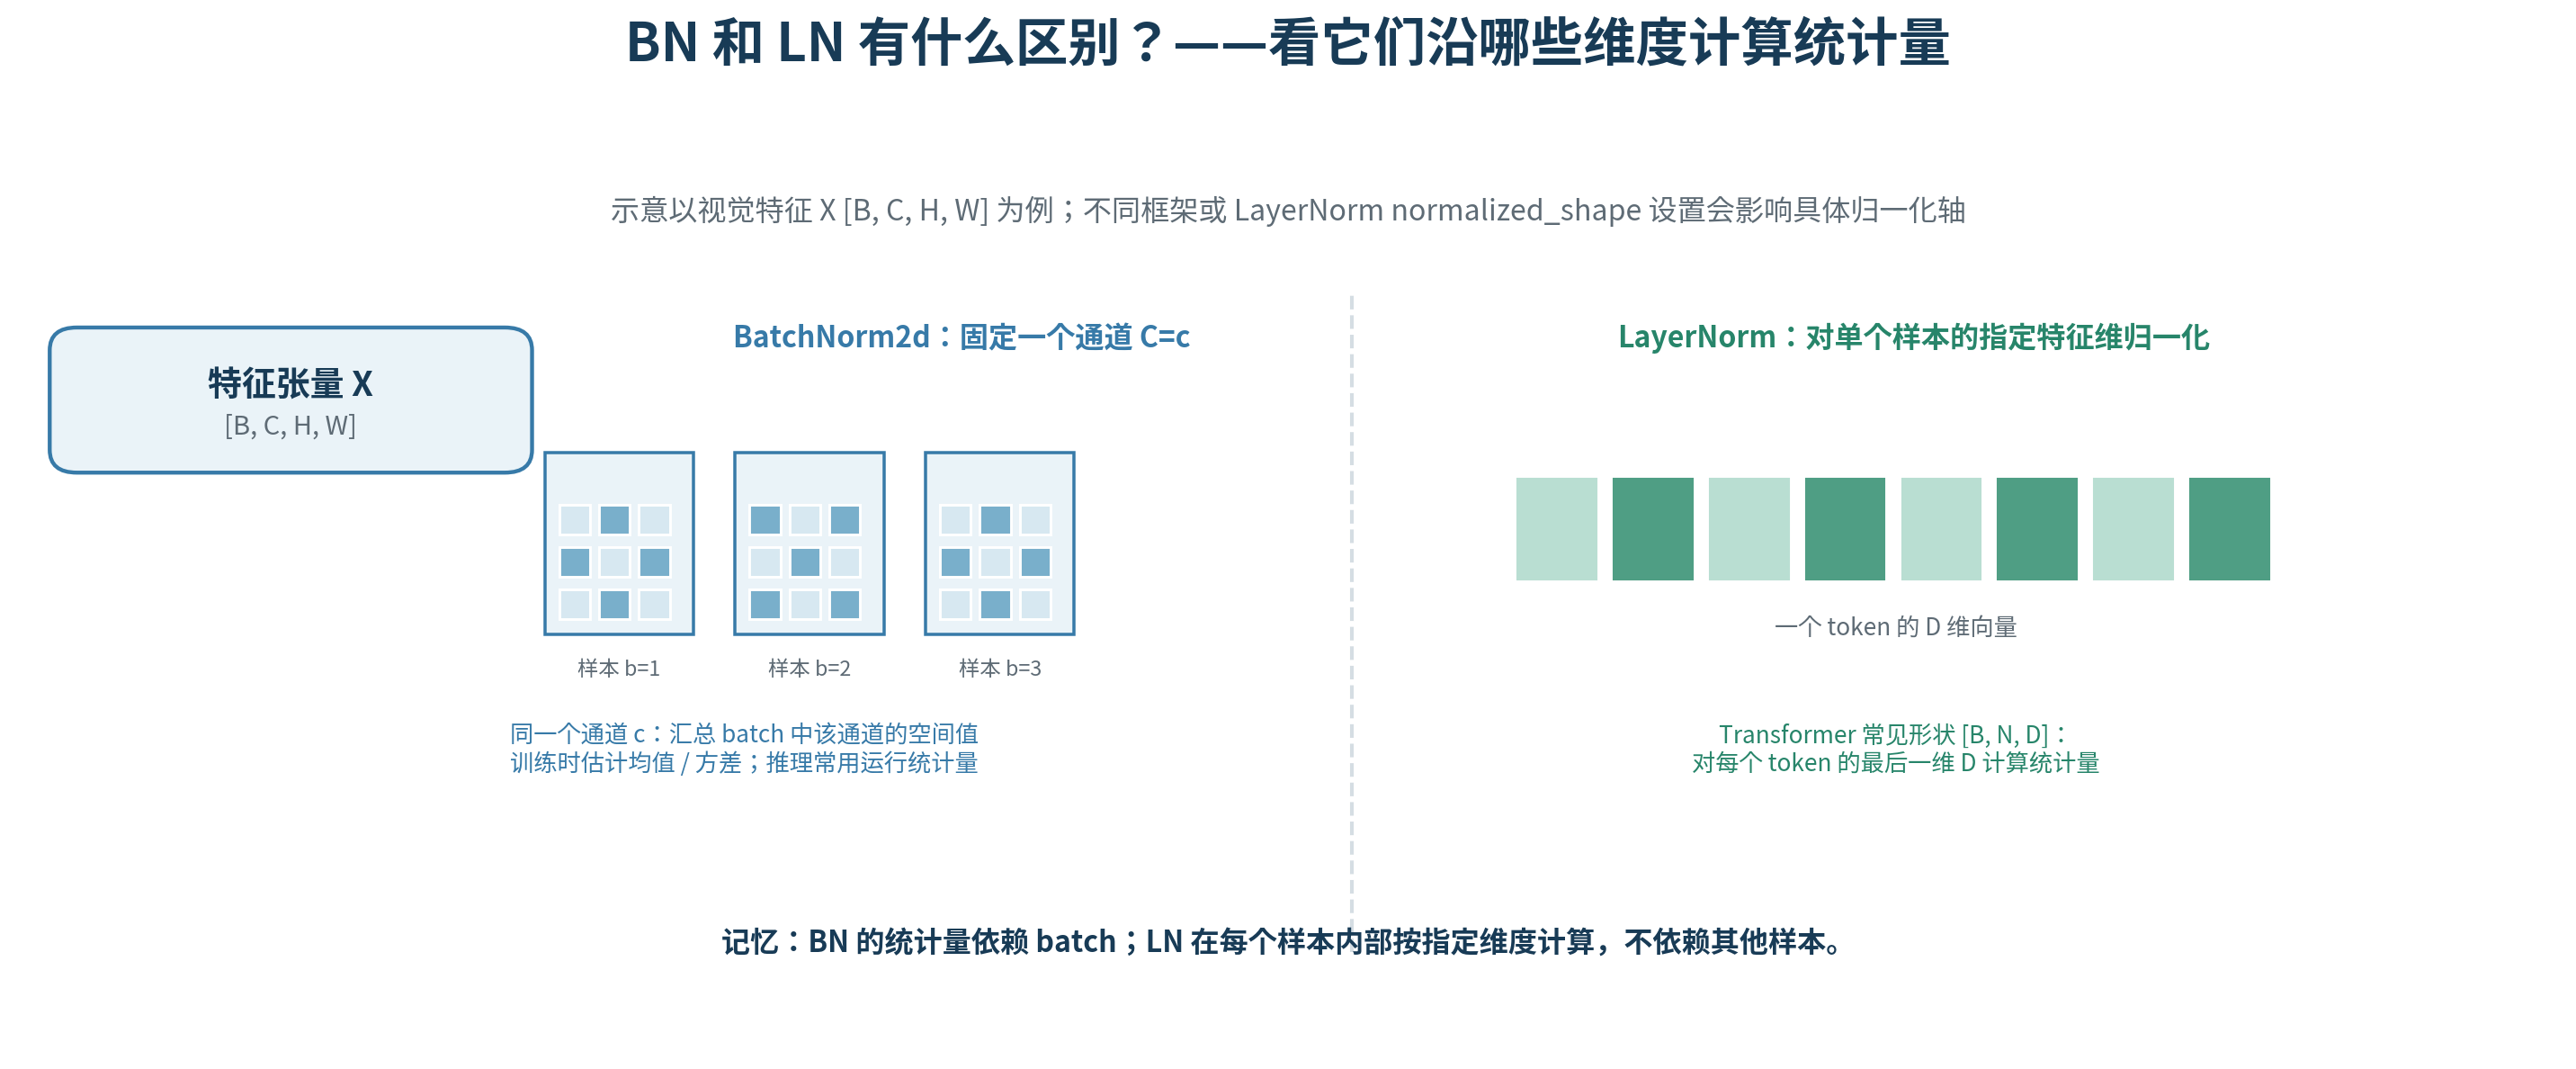 BN 和 LN 有什么区别？——看它们沿哪些维度计算统计量
示意以视觉特征 X [B, C, H, W] 为例；不同框架或 LayerNorm normalized_shape 设置会影响具体归一化轴
特征张量 X
[B, C, H, W]
BatchNorm2d：固定一个通道 C=c
样本 b=1
样本 b=2
样本 b=3
同一个通道 c：汇总 batch 中该通道的空间值
训练时估计均值 / 方差；推理常用运行统计量
LayerNorm：对单个样本的指定特征维归一化
一个 token 的 D 维向量
Transformer 常见形状 [B, N, D]：
对每个 token 的最后一维 D 计算统计量
记忆：BN 的统计量依赖 batch；LN 在每个样本内部按指定维度计算，不依赖其他样本。